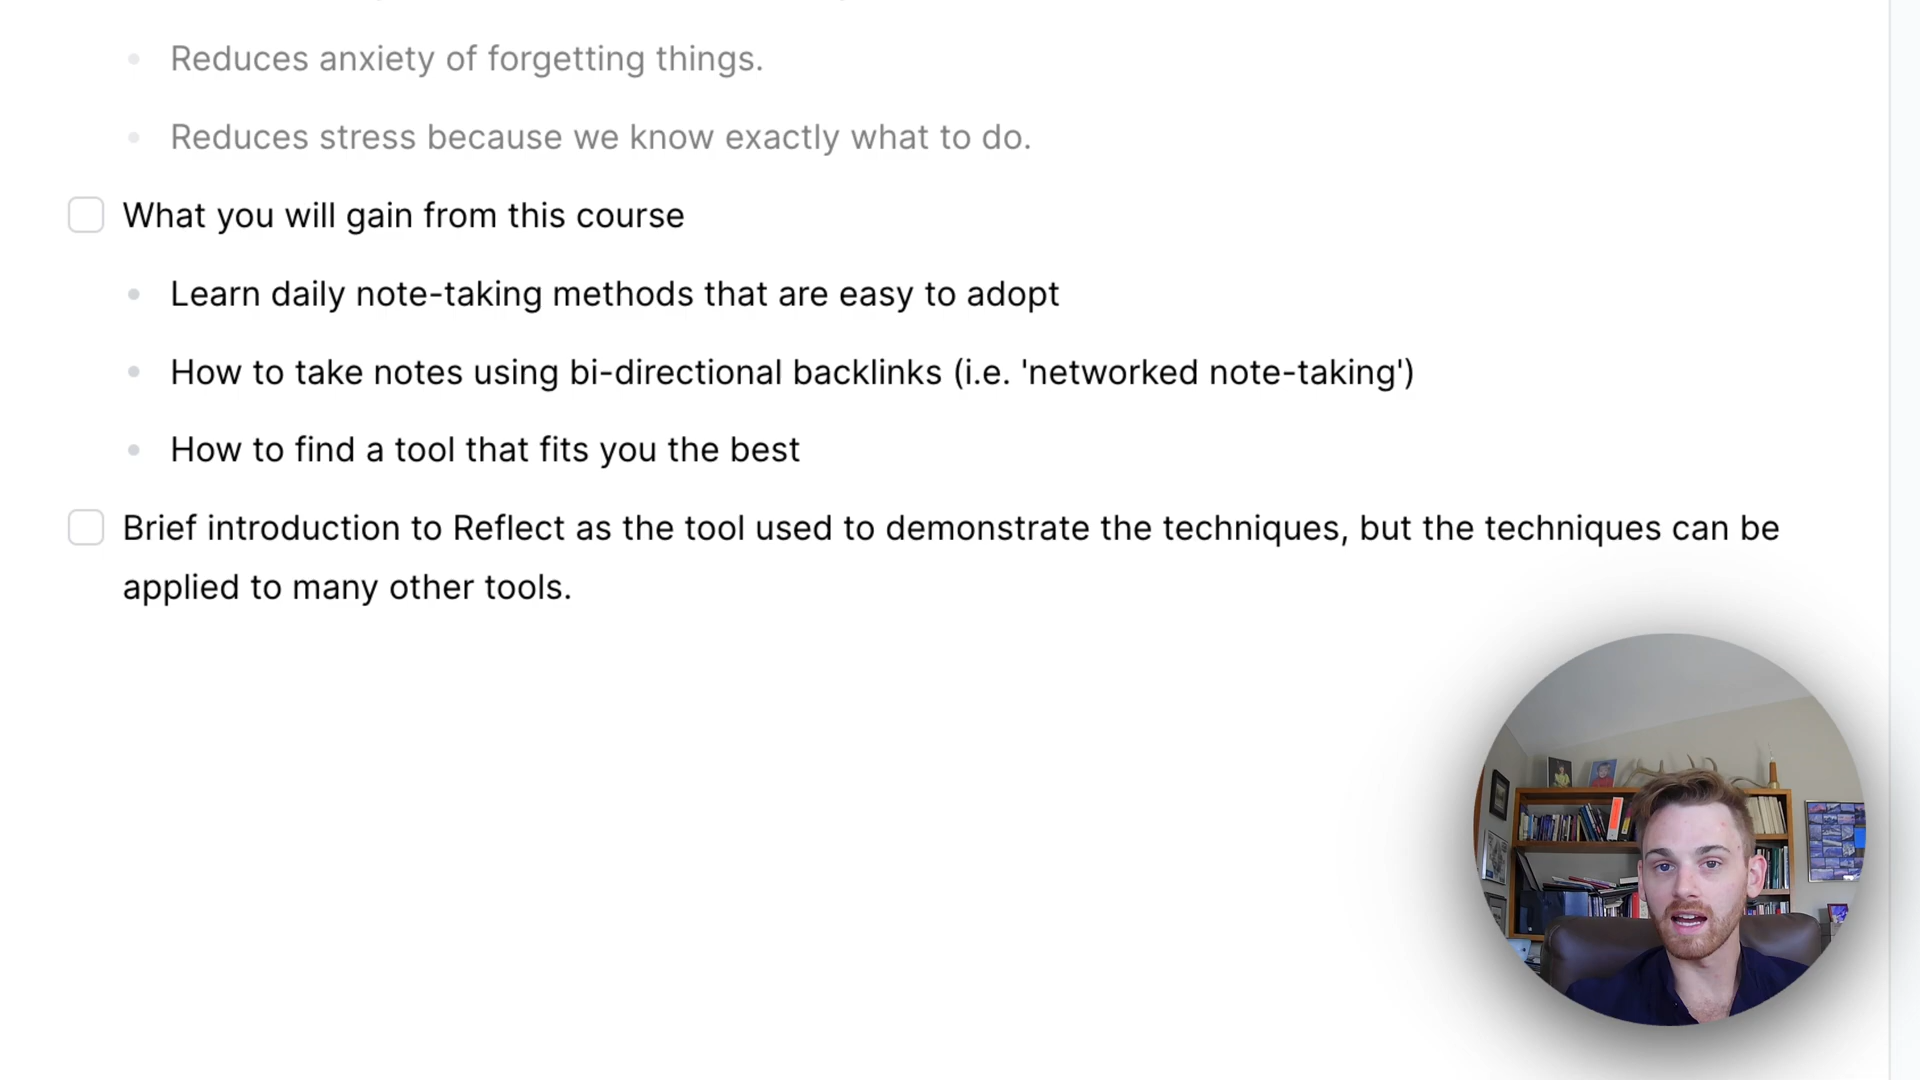 Reduces anxiety of forgetting things.
Reduces stress because we know exactly what to do.
What you will gain from this course
Learn daily note-taking methods that are easy to adopt
How to take notes using bi-directional backlinks (i.e. 'networked note-taking')
How to find a tool that fits you the best
Brief introduction to Reflect as the tool used to demonstrate the techniques, but the techniques can be
applied to many other tools.